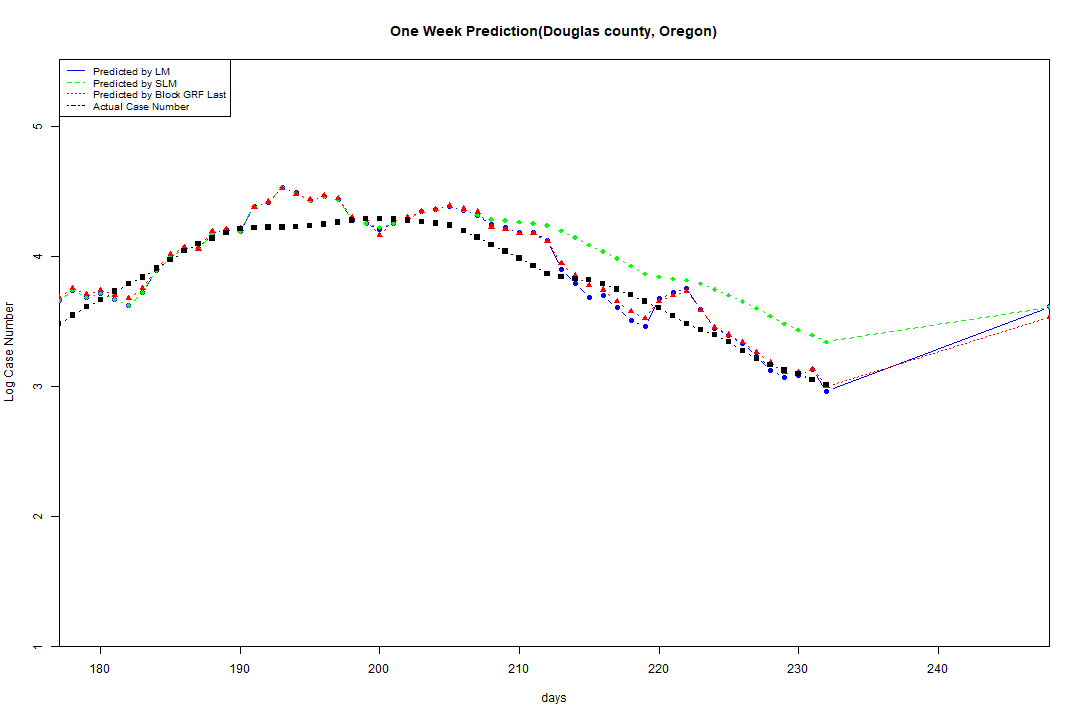 One Week Prediction(Douglas county, Oregon)
Predicted by LM
Predicted by SLM
Predicted by Block GRF Last
Actual Case Number
5
4
3
2
1
Log Case Number
180 190 200 210 220 230 240
days